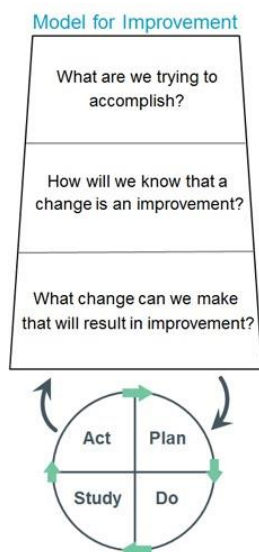 Model for Improvement
What are we trying to
accomplish?
How will we know that a
change is an improvement?
What change can we make
that will result in improvement?
Act
Plan
Study
Do